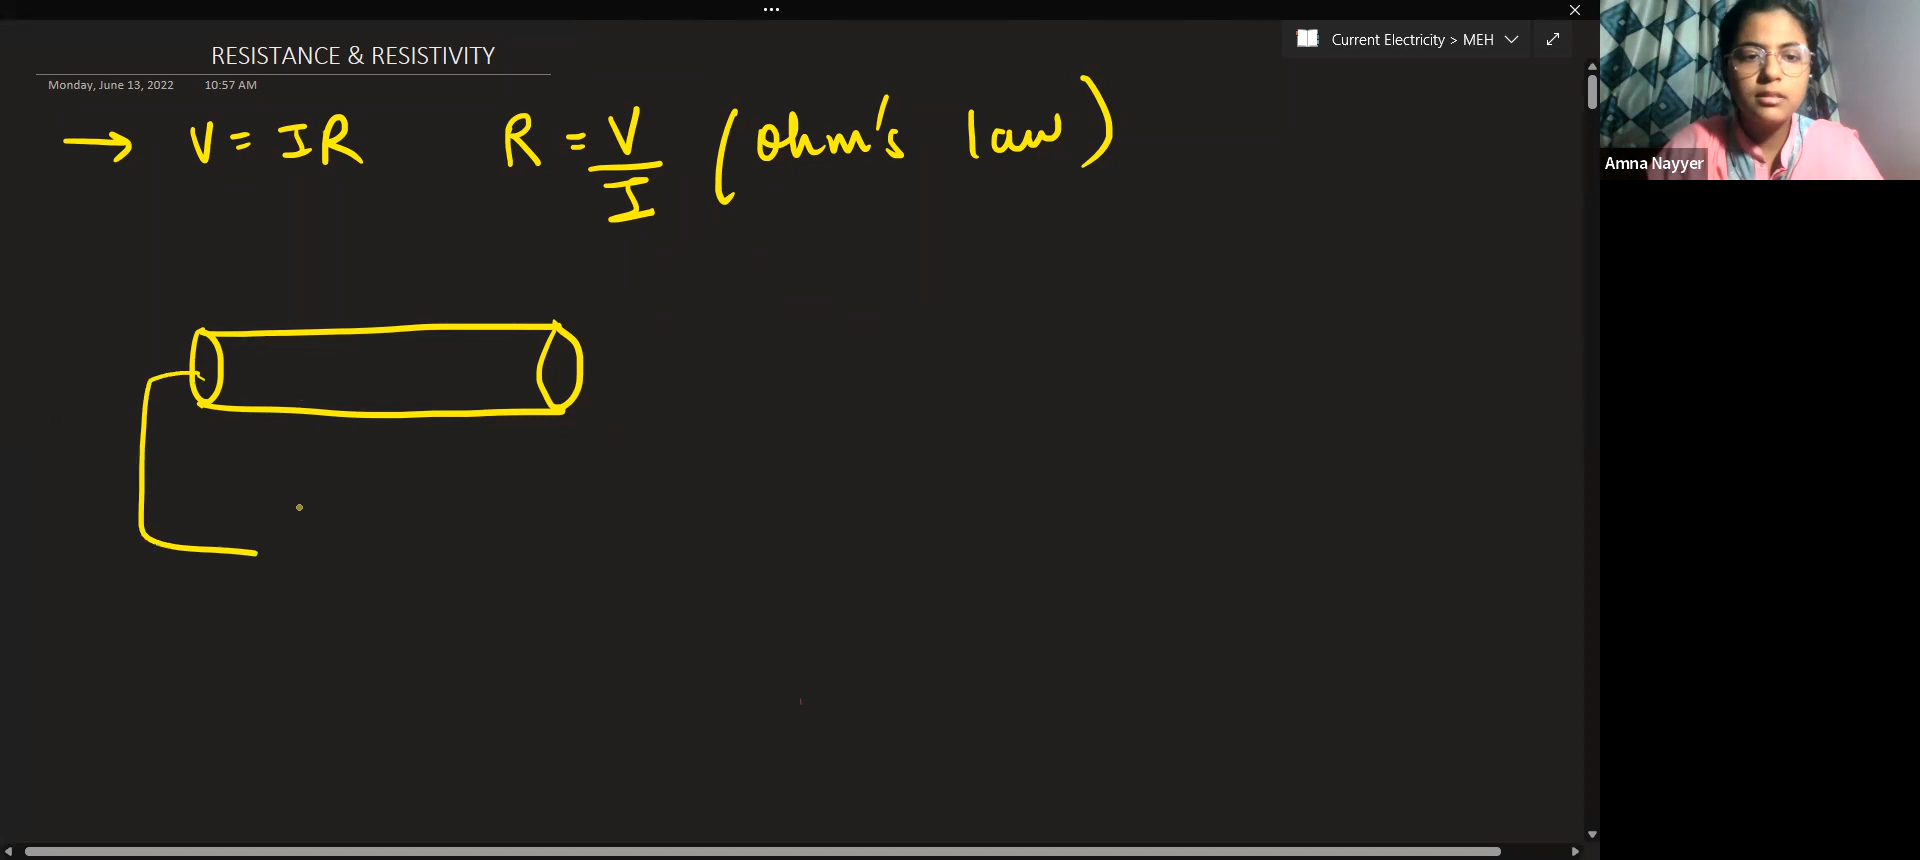 RESISTANCE & RESISTIVITY
Current Electricity > MEH
Monday, June 13, 2022 10:57 AM
→ V = IR R = V/I (ohm's law)
Amna Nayyer